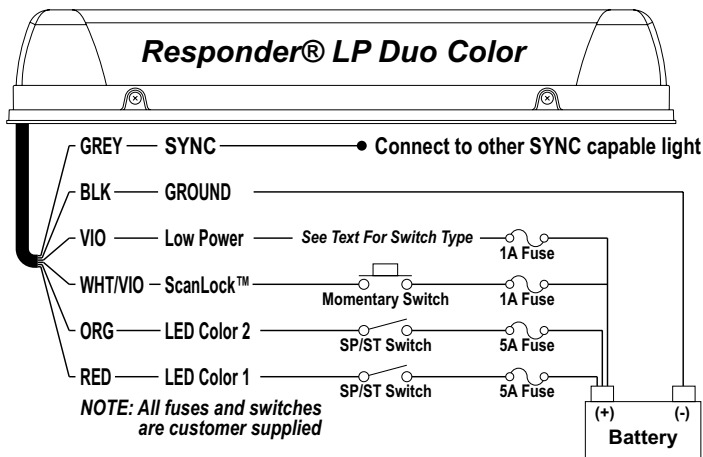 Responder® LP Duo Color
GREY SYNC Connect to other SYNC capable light
BLK GROUND
VIO Low Power See Text For Switch Type
1A Fuse
WHT/VIO ScanLock™
Momentary Switch 1A Fuse
ORG LED Color 2
SP/ST Switch 5A Fuse
RED LED Color 1
SP/ST Switch 5A Fuse
NOTE: All fuses and switches
are customer supplied
(+) (-)
Battery